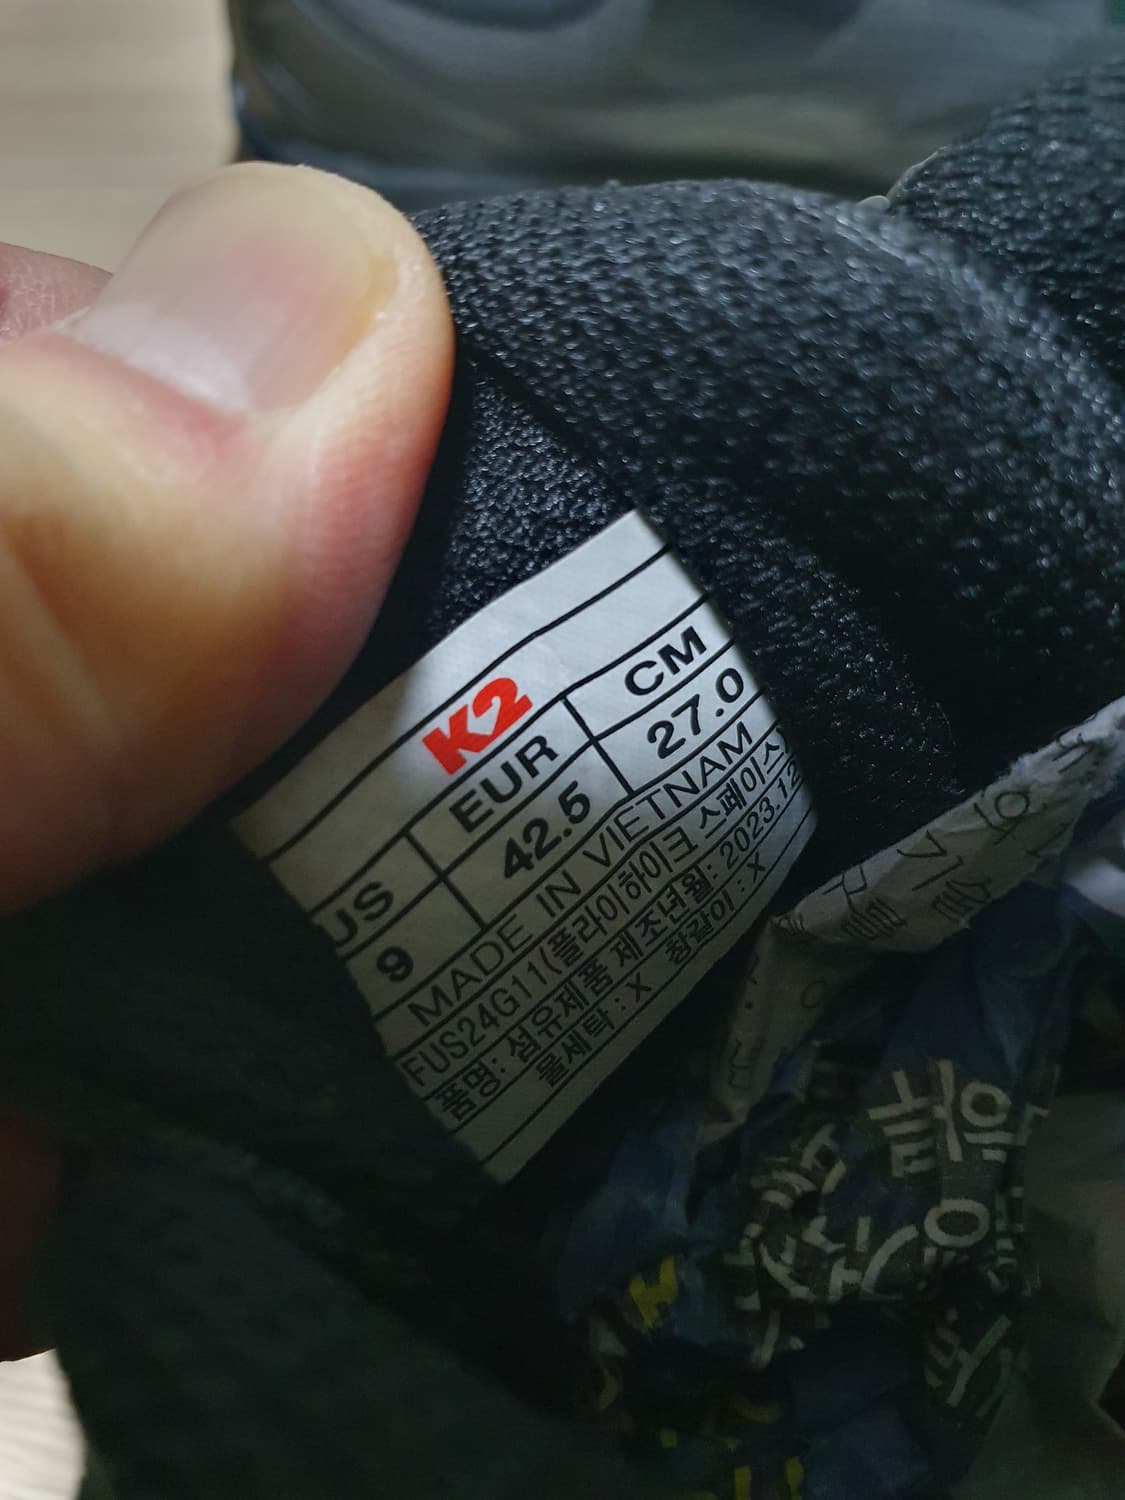 K2
US EUR CM
9 42.5 27.0
MADE IN VIETNAM
FUS24G11(플라이하이크 스페이스)
품명: 섬유제품 제조년월: 2023.12
물세탁 : X 창갈이 : X